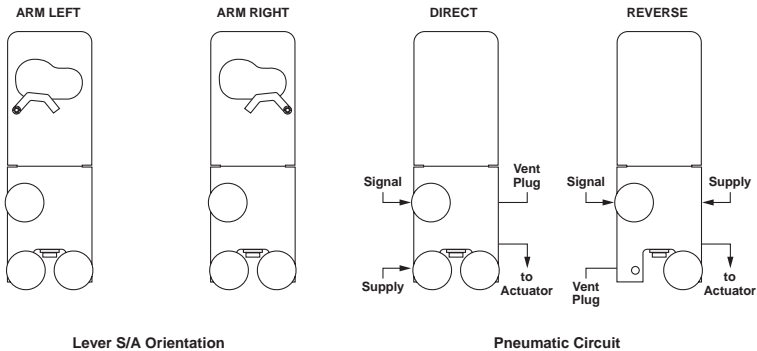 ARM LEFT
ARM RIGHT
DIRECT
REVERSE
Signal
Vent
Plug
Signal
Supply
Supply
to
Actuator
Vent
Plug
to
Actuator
Lever S/A Orientation
Pneumatic Circuit